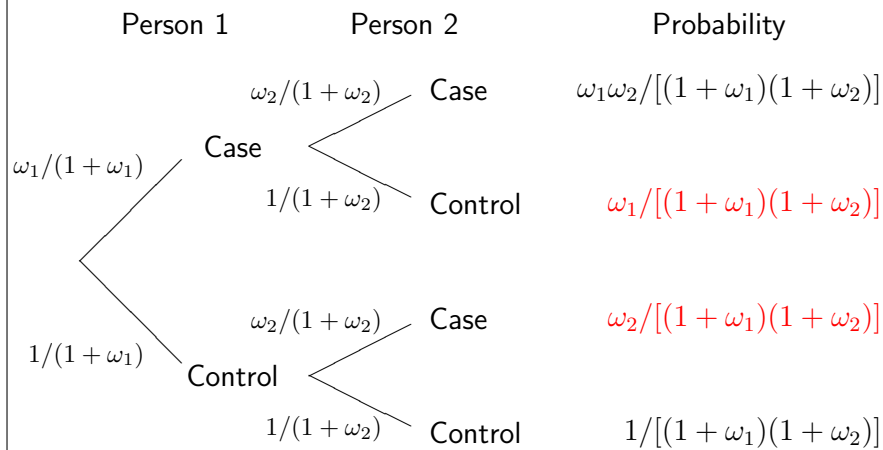 Person 1 Person 2 Probability
ω₂/(1 + ω₂) Case ω₁ω₂/[(1 + ω₁)(1 + ω₂)]
Case
ω₁/(1 + ω₁)
1/(1 + ω₂) Control ω₁/[(1 + ω₁)(1 + ω₂)]
ω₂/(1 + ω₂) Case ω₂/[(1 + ω₁)(1 + ω₂)]
1/(1 + ω₁)
Control
1/(1 + ω₂) Control 1/[(1 + ω₁)(1 + ω₂)]